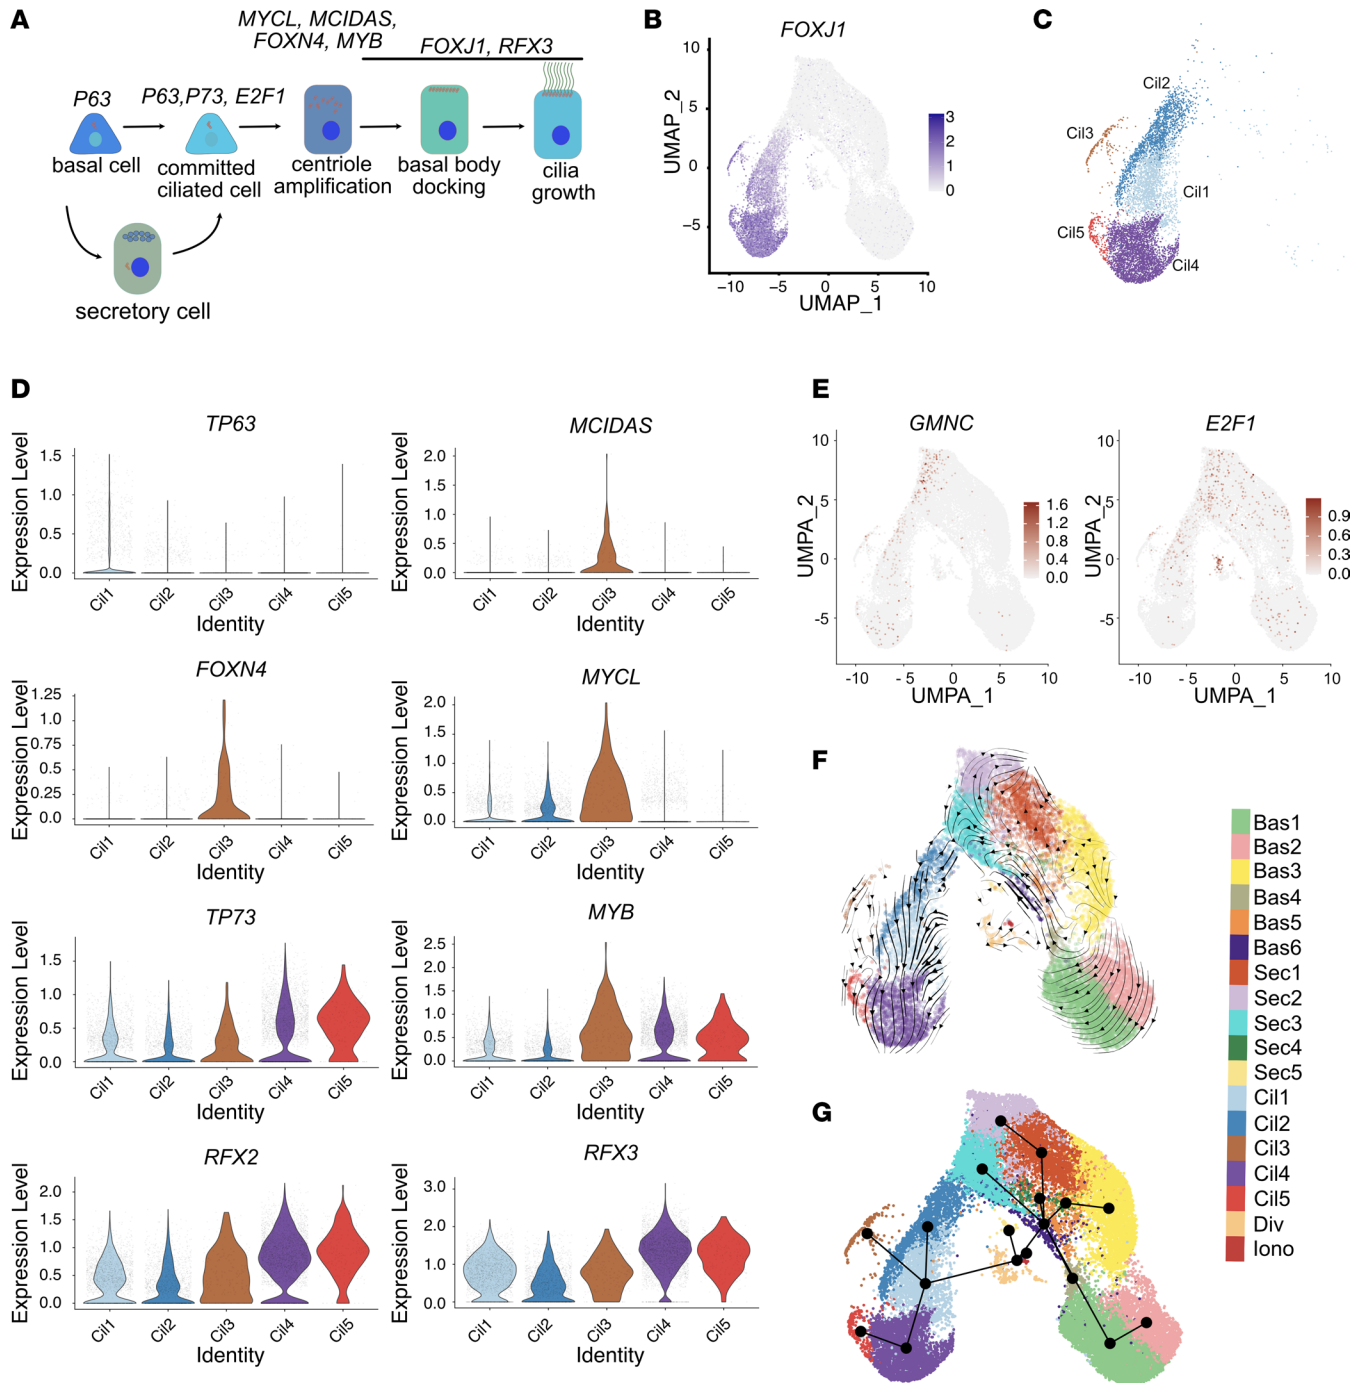 A
MYCL, MCIDAS,
FOXN4, MYB
FOXJ1, RFX3
P63
P63,P73, E2F1
basal cell
committed
ciliated cell
centriole
amplification
basal body
docking
cilia
growth
secretory cell
B
FOXJ1
UMAP_2
10
5
0
−5
−10
−5
0
5
10
UMAP_1
3
2
1
0
C
Cil2
Cil3
Cil1
Cil5
Cil4
D
TP63
Expression Level
1.5
1.0
0.5
0.0
Cil1
Cil2
Cil3
Cil4
Cil5
Identity
MCIDAS
Expression Level
2.0
1.5
1.0
0.5
0.0
Cil1
Cil2
Cil3
Cil4
Cil5
Identity
FOXN4
Expression Level
1.25
1.0
0.75
0.25
0.0
Cil1
Cil2
Cil3
Cil4
Cil5
Identity
MYCL
Expression Level
2.0
1.5
1.0
0.5
0.0
Cil1
Cil2
Cil3
Cil4
Cil5
Identity
TP73
Expression Level
1.5
1.0
0.5
0.0
Cil1
Cil2
Cil3
Cil4
Cil5
Identity
MYB
Expression Level
2.5
2.0
1.5
1.0
0.5
0.0
Cil1
Cil2
Cil3
Cil4
Cil5
Identity
RFX2
Expression Level
2.0
1.5
1.0
0.5
0.0
Cil1
Cil2
Cil3
Cil4
Cil5
Identity
RFX3
Expression Level
3.0
2.0
1.0
0.0
Cil1
Cil2
Cil3
Cil4
Cil5
Identity
E
GMNC
UMPA_2
10
5
0
-5
-10
- 5
0
5
10
UMPA_1
1.6
1.2
0.8
0.4
0.0
E2F1
UMPA_2
10
5
0
-5
-10
- 5
0
5
10
UMPA_1
0.9
0.6
0.3
0.0
F
G
Bas1
Bas2
Bas3
Bas4
Bas5
Bas6
Sec1
Sec2
Sec3
Sec4
Sec5
Cil1
Cil2
Cil3
Cil4
Cil5
Div
Iono